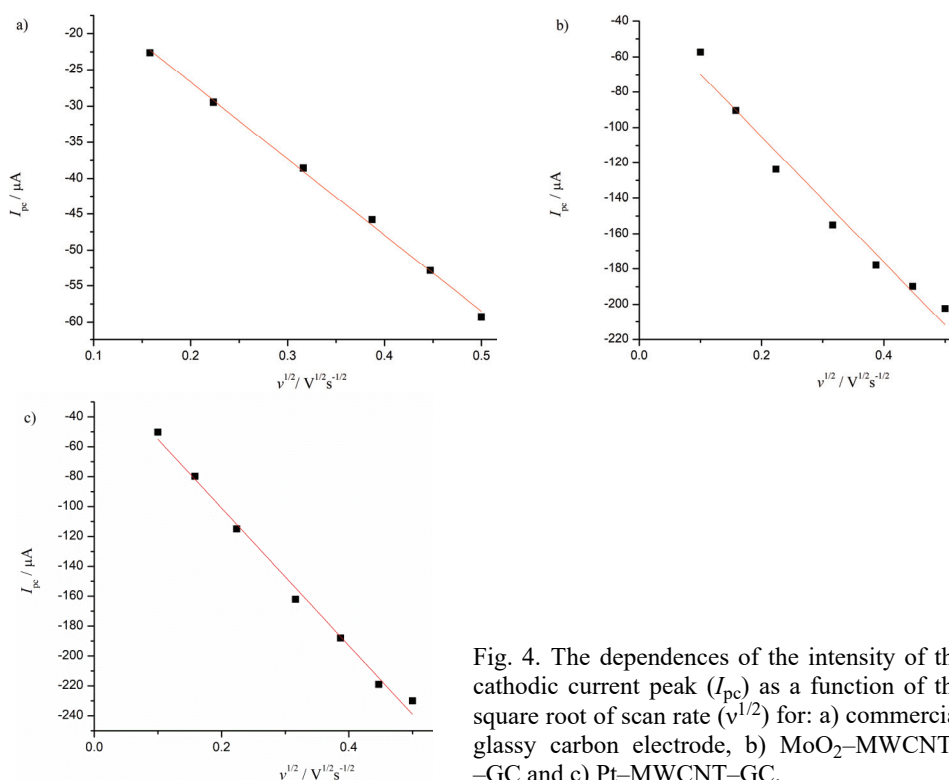 a)
-20
-25
-30
-35
-40
-45
-50
-55
-60
I_pc / μA
0.1 0.2 0.3 0.4 0.5
v^1/2 / V^1/2 s^-1/2
b)
-40
-60
-80
-100
-120
-140
-160
-180
-200
-220
I_pc / μA
0.0 0.2 0.4
v^1/2 / V^1/2 s^-1/2
c)
-40
-60
-80
-100
-120
-140
-160
-180
-200
-220
-240
I_pc / μA
0.0 0.2 0.4
v^1/2 / V^1/2 s^-1/2
Fig. 4. The dependences of the intensity of th
cathodic current peak (I_pc) as a function of th
square root of scan rate (ν^1/2) for: a) commercia
glassy carbon electrode, b) MoO₂–MWCNT
–GC and c) Pt–MWCNT–GC.